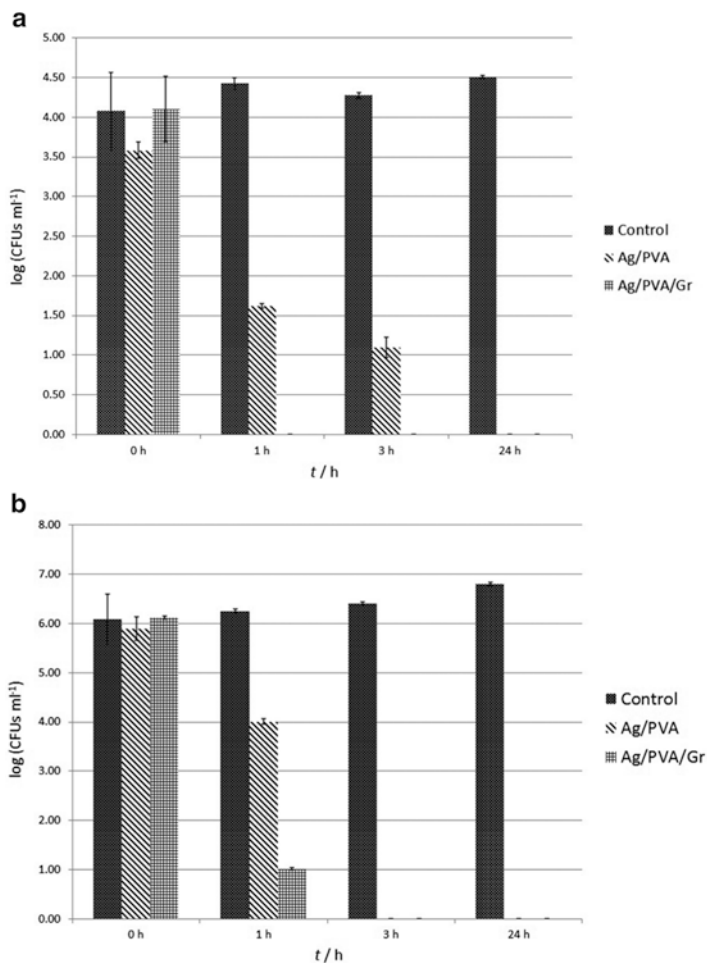 a
5.00
4.50
4.00
3.50
3.00
2.50
2.00
1.50
1.00
0.50
0.00
log (CFUs ml⁻¹)
0 h 1 h 3 h 24 h
t / h
Control
Ag/PVA
Ag/PVA/Gr
b
8.00
7.00
6.00
5.00
4.00
3.00
2.00
1.00
0.00
log (CFUs ml⁻¹)
0 h 1 h 3 h 24 h
t / h
Control
Ag/PVA
Ag/PVA/Gr